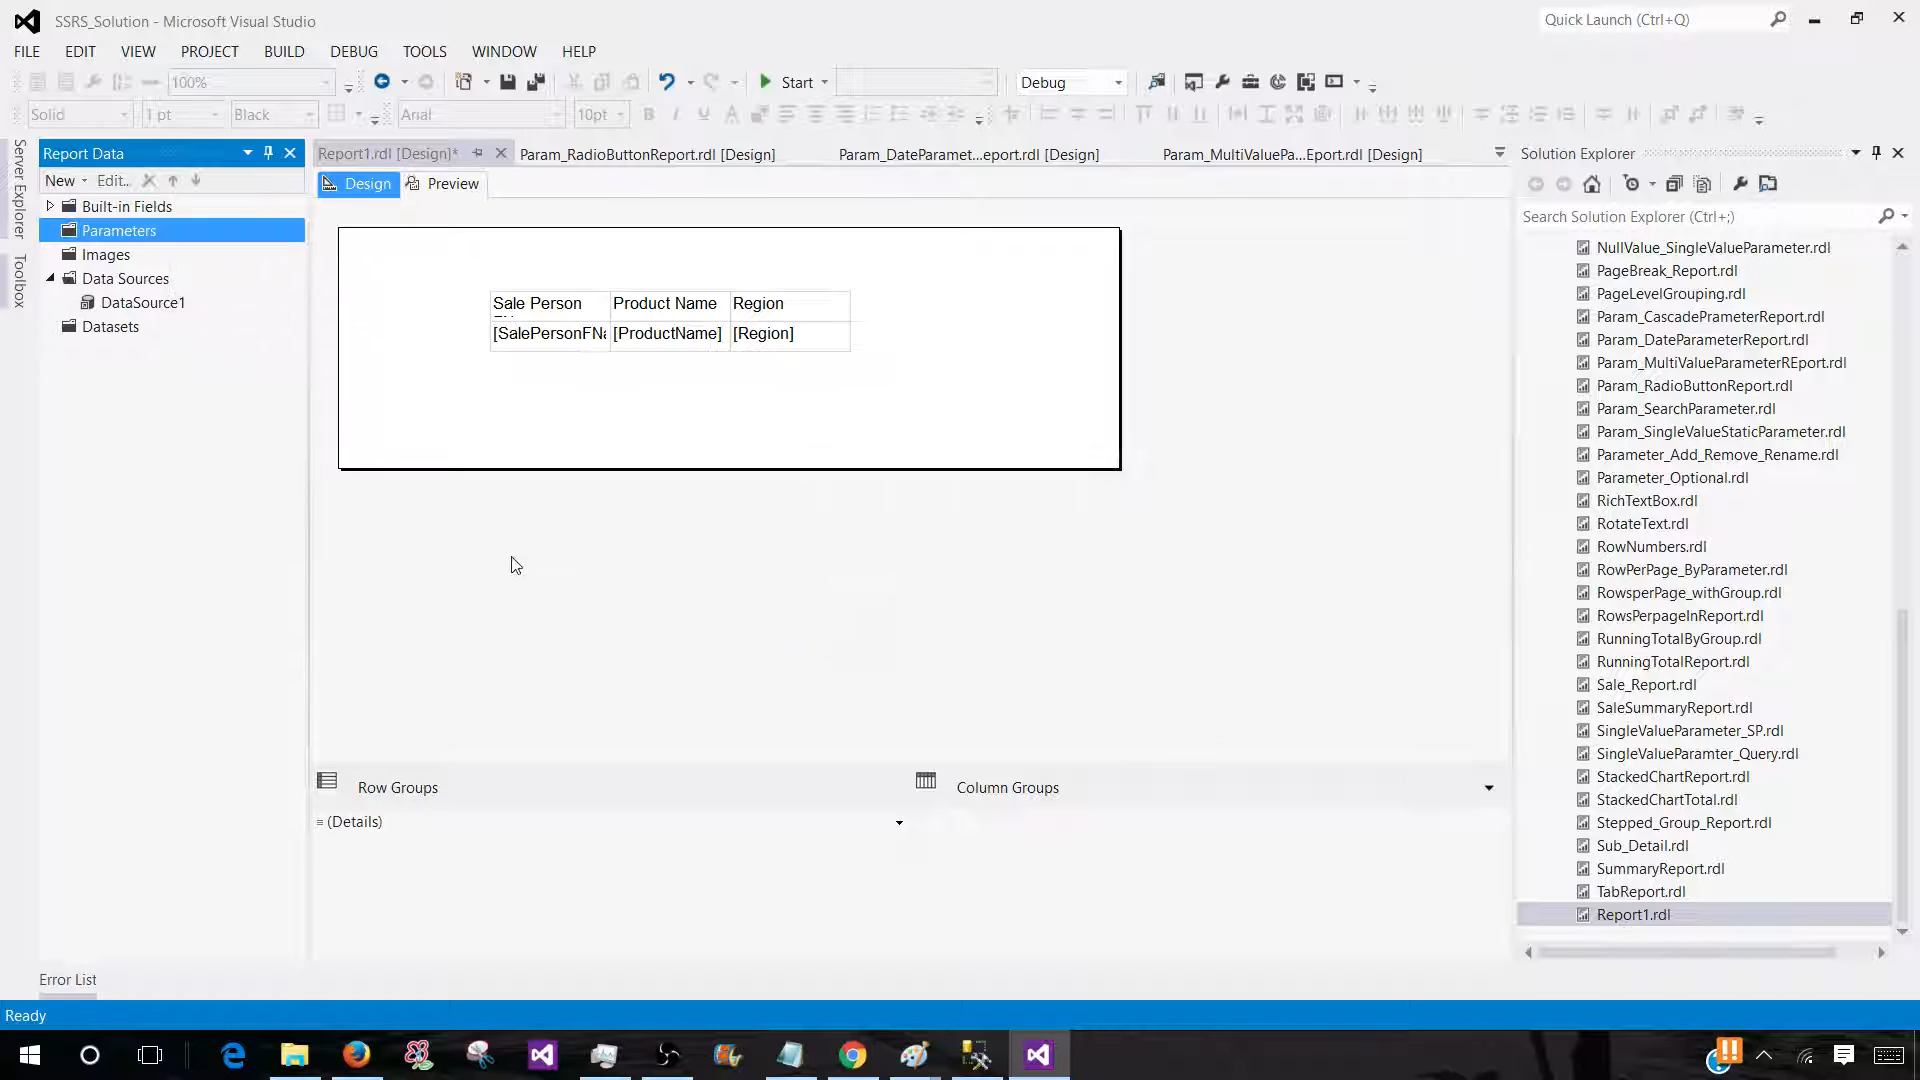 SSRS_Solution - Microsoft Visual Studio
Quick Launch (Ctrl+Q)
FILE EDIT VIEW PROJECT BUILD DEBUG TOOLS WINDOW HELP
100%
Start
Debug
Solid
1 pt
Black
Arial
10pt
B I U A
Server Explorer
Toolbox
Report Data
New
Edit...
Built-in Fields
Parameters
Images
Data Sources
DataSource1
Datasets
Report1.rdl [Design]*
Param_RadioButtonReport.rdl [Design]
Param_DateParamet...eport.rdl [Design]
Param_MultiValuePa...Eport.rdl [Design]
Design
Preview
Sale Person Product Name Region
[SalePersonFNa [ProductName] [Region]
Row Groups
Column Groups
(Details)
Solution Explorer
Search Solution Explorer (Ctrl+;)
NullValue_SingleValueParameter.rdl
PageBreak_Report.rdl
PageLevelGrouping.rdl
Param_CascadePrameterReport.rdl
Param_DateParameterReport.rdl
Param_MultiValueParameterREport.rdl
Param_RadioButtonReport.rdl
Param_SearchParameter.rdl
Param_SingleValueStaticParameter.rdl
Parameter_Add_Remove_Rename.rdl
Parameter_Optional.rdl
RichTextBox.rdl
RotateText.rdl
RowNumbers.rdl
RowPerPage_ByParameter.rdl
RowsperPage_withGroup.rdl
RowsPerpageInReport.rdl
RunningTotalByGroup.rdl
RunningTotalReport.rdl
Sale_Report.rdl
SaleSummaryReport.rdl
SingleValueParameter_SP.rdl
SingleValueParamter_Query.rdl
StackedChartReport.rdl
StackedChartTotal.rdl
Stepped_Group_Report.rdl
Sub_Detail.rdl
SummaryReport.rdl
TabReport.rdl
Report1.rdl
Error List
Ready